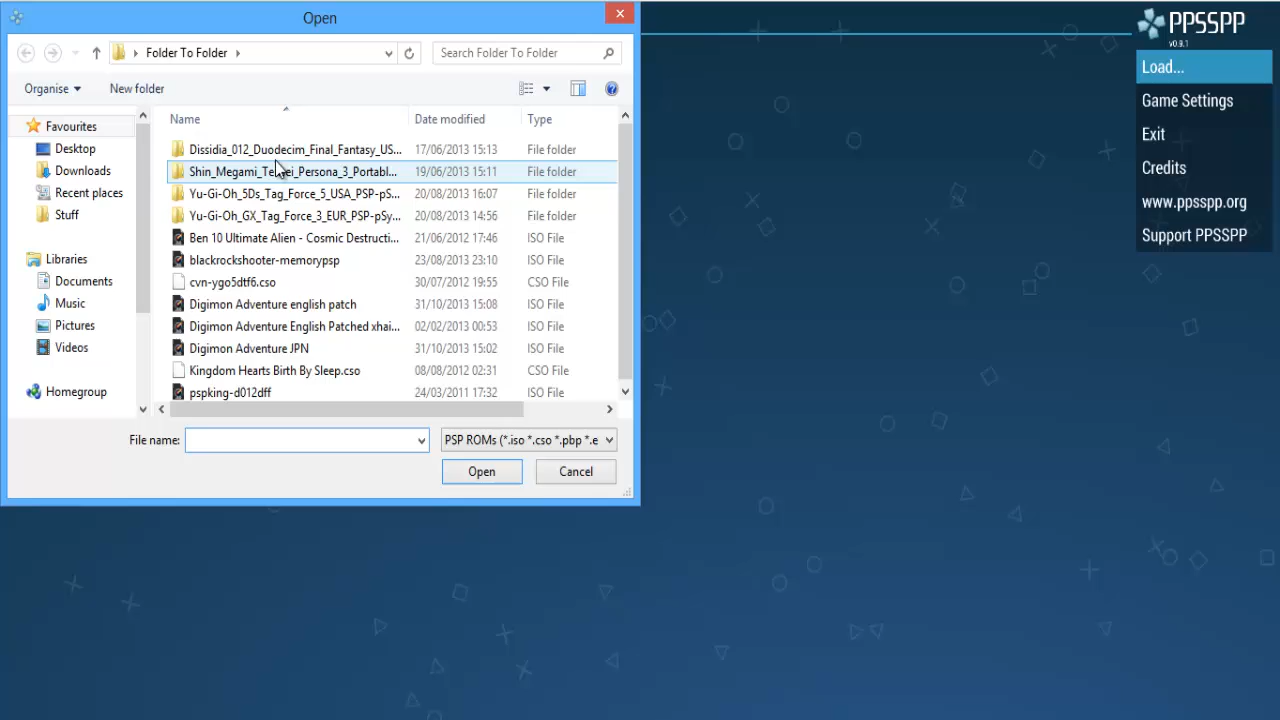 Open
PPSSPP
v0.9.1
Folder To Folder
Search Folder To Folder
Organise
New folder
Load...
Game Settings
Exit
Credits
www.ppsspp.org
Support PPSSPP
Favourites
Desktop
Downloads
Recent places
Stuff
Libraries
Documents
Music
Pictures
Videos
Homegroup
Name Date modified Type
Dissidia_012_Duodecim_Final_Fantasy_US... 17/06/2013 15:13 File folder
Shin_Megami_Tensei_Persona_3_Portabl... 19/06/2013 15:11 File folder
Yu-Gi-Oh_5Ds_Tag_Force_5_USA_PSP-pS... 20/08/2013 16:07 File folder
Yu-Gi-Oh_GX_Tag_Force_3_EUR_PSP-pSy... 20/08/2013 14:56 File folder
Ben 10 Ultimate Alien - Cosmic Destructi... 21/06/2012 17:46 ISO File
blackrockshooter-memorypsp 23/08/2013 23:10 ISO File
cvn-ygo5dtf6.cso 30/07/2012 19:55 CSO File
Digimon Adventure english patch 31/10/2013 15:08 ISO File
Digimon Adventure English Patched xhai... 02/02/2013 00:53 ISO File
Digimon Adventure JPN 31/10/2013 15:02 ISO File
Kingdom Hearts Birth By Sleep.cso 08/08/2012 02:31 CSO File
pspking-d012dff 24/03/2011 17:32 ISO File
File name:
PSP ROMs (*.iso *.cso *.pbp *.e
Open
Cancel